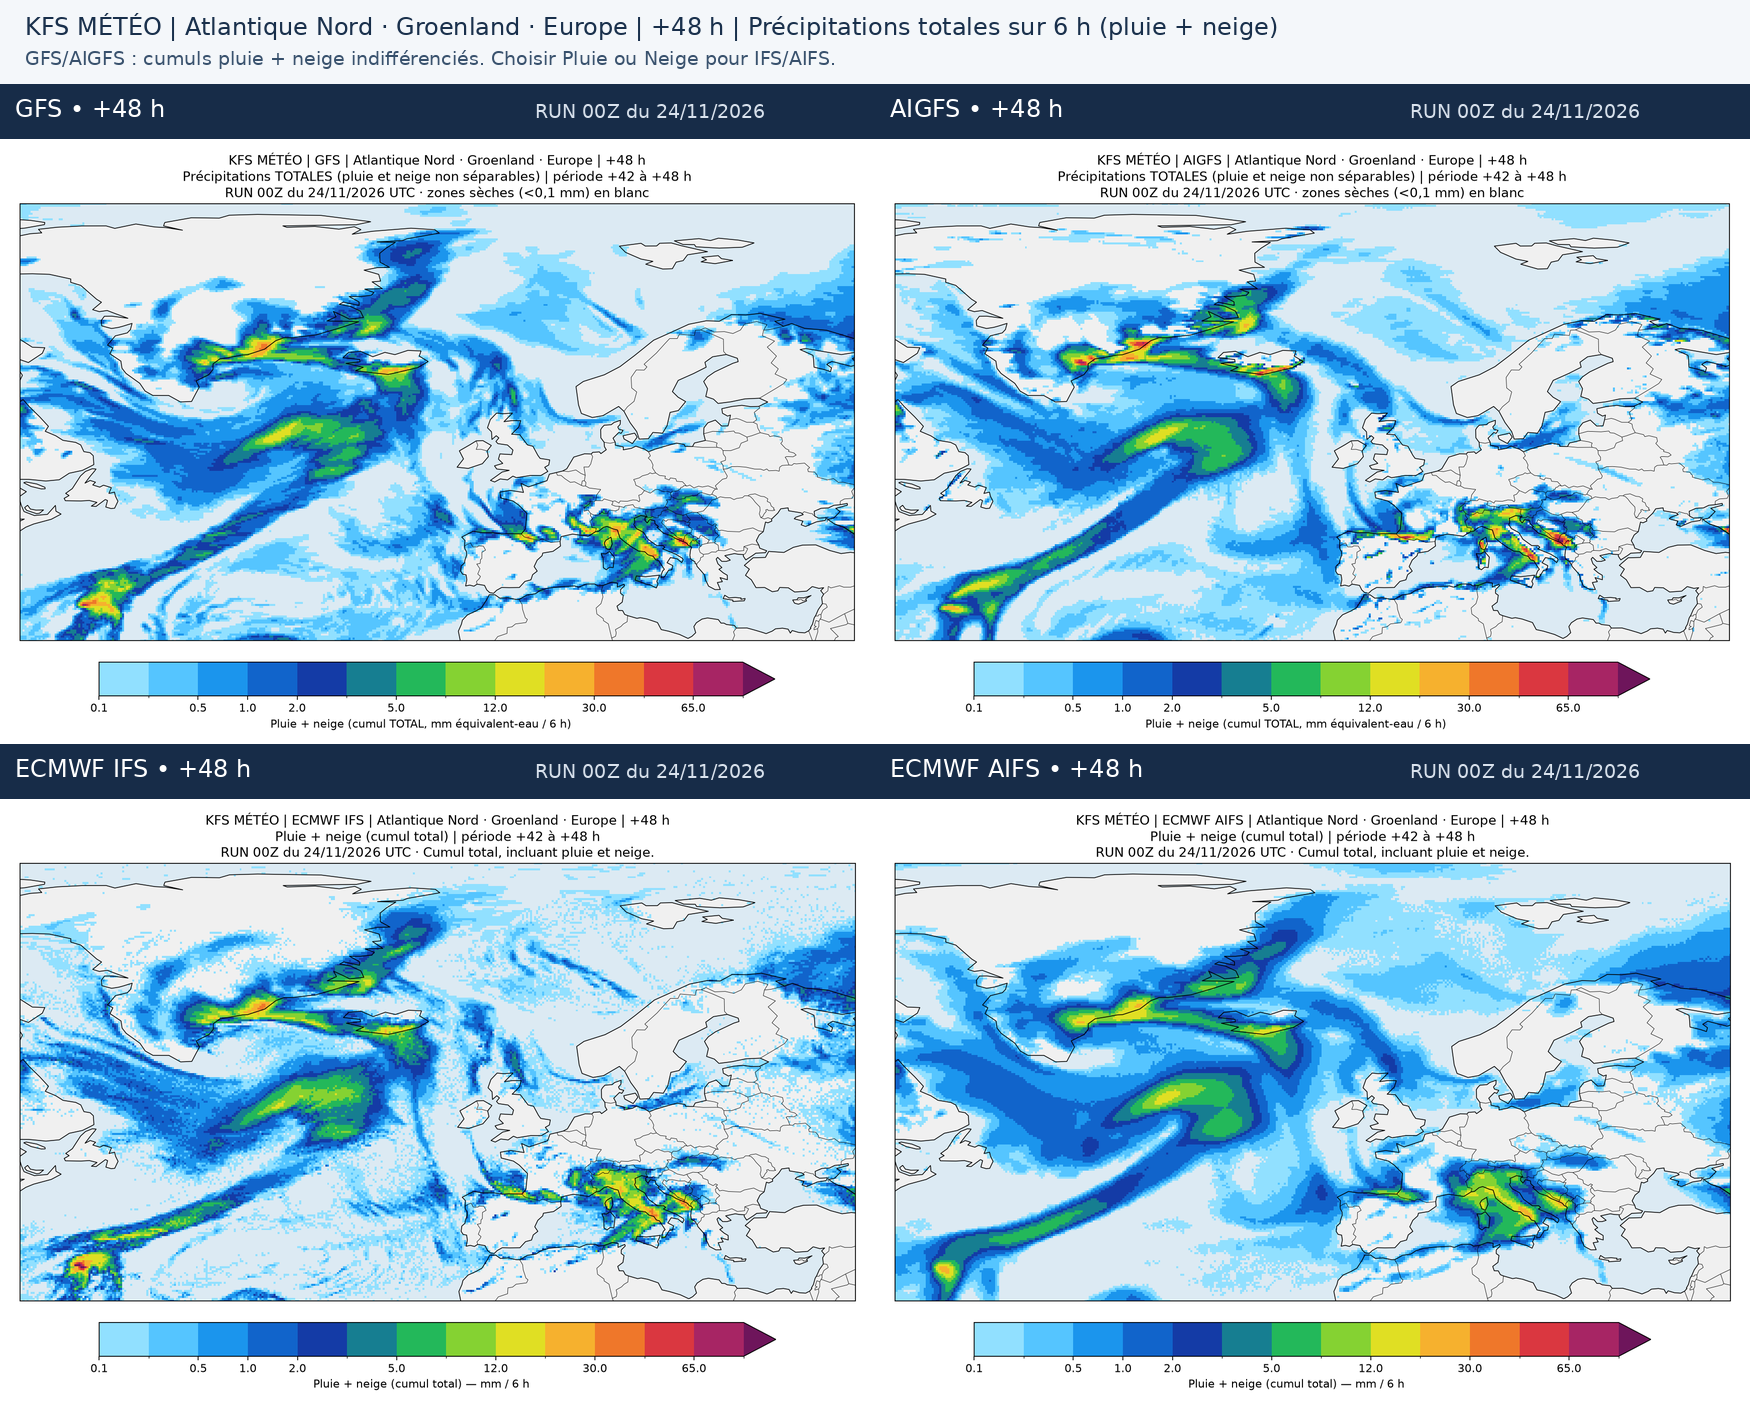 KFS MÉTÉO | Atlantique Nord · Groenland · Europe | +48 h | Précipitations totales sur 6 h (pluie + neige)
GFS/AIGFS : cumuls pluie + neige indifférenciés. Choisir Pluie ou Neige pour IFS/AIFS.
GFS • +48 h RUN 00Z du 24/11/2026
KFS MÉTÉO | GFS | Atlantique Nord · Groenland · Europe | +48 h
Précipitations TOTALES (pluie et neige non séparables) | période +42 à +48 h
RUN 00Z du 24/11/2026 UTC · zones sèches (<0,1 mm) en blanc
0.1 0.5 1.0 2.0 5.0 12.0 30.0 65.0
Pluie + neige (cumul TOTAL, mm équivalent-eau / 6 h)
AIGFS • +48 h RUN 00Z du 24/11/2026
KFS MÉTÉO | AIGFS | Atlantique Nord · Groenland · Europe | +48 h
Précipitations TOTALES (pluie et neige non séparables) | période +42 à +48 h
RUN 00Z du 24/11/2026 UTC · zones sèches (<0,1 mm) en blanc
0.1 0.5 1.0 2.0 5.0 12.0 30.0 65.0
Pluie + neige (cumul TOTAL, mm équivalent-eau / 6 h)
ECMWF IFS • +48 h RUN 00Z du 24/11/2026
KFS MÉTÉO | ECMWF IFS | Atlantique Nord · Groenland · Europe | +48 h
Pluie + neige (cumul total) | période +42 à +48 h
RUN 00Z du 24/11/2026 UTC · Cumul total, incluant pluie et neige.
0.1 0.5 1.0 2.0 5.0 12.0 30.0 65.0
Pluie + neige (cumul total) — mm / 6 h
ECMWF AIFS • +48 h RUN 00Z du 24/11/2026
KFS MÉTÉO | ECMWF AIFS | Atlantique Nord · Groenland · Europe | +48 h
Pluie + neige (cumul total) | période +42 à +48 h
RUN 00Z du 24/11/2026 UTC · Cumul total, incluant pluie et neige.
0.1 0.5 1.0 2.0 5.0 12.0 30.0 65.0
Pluie + neige (cumul total) — mm / 6 h